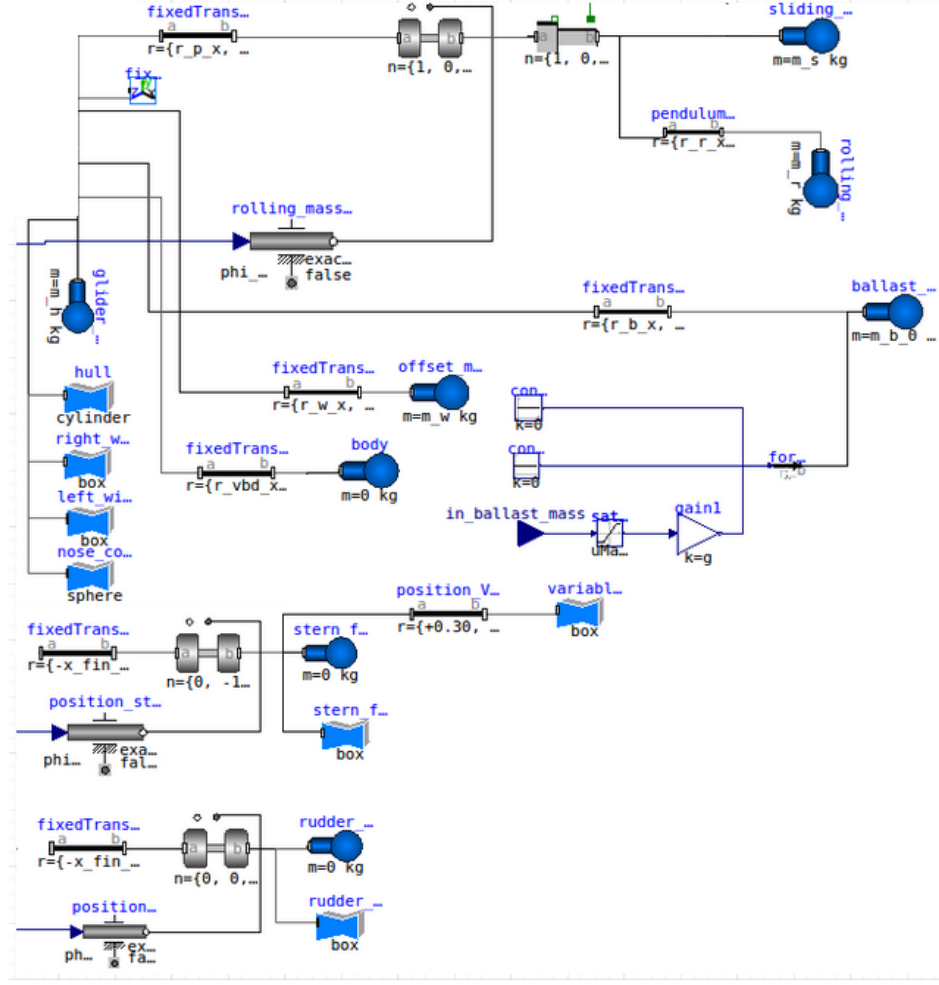 fixedTrans…
a b
r={r_p_x, …
a b
n={1, 0,…
a b
n={1, 0,…
sliding_…
m=m_s kg
fix…
pendulum…
a b
r={r_r_x…
rolling_…
m=m_r kg
rolling_mass…
phi_…
exac…
false
glider_…
m=m_h kg
fixedTrans…
a b
r={r_b_x, …
ballast_…
m=m_b_0 …
hull
cylinder
fixedTrans…
a b
r={r_w_x, …
offset_m…
m=m_w kg
con…
k=0
right_w…
box
fixedTrans…
a b
r={r_vbd_x…
body
m=0 kg
con…
k=0
for…
left_wi…
box
in_ballast_mass
sat…
uMa…
gain1
k=g
nose_co…
sphere
position_V…
a b
r={+0.30, …
variabl…
box
fixedTrans…
a b
r={-x_fin_…
a b
n={0, -1…
stern_f…
m=0 kg
position_st…
phi…
exa…
fal…
stern_f…
box
fixedTrans…
a b
r={-x_fin_…
a b
n={0, 0,…
rudder_…
m=0 kg
position…
ph…
ex…
fa…
rudder_…
box